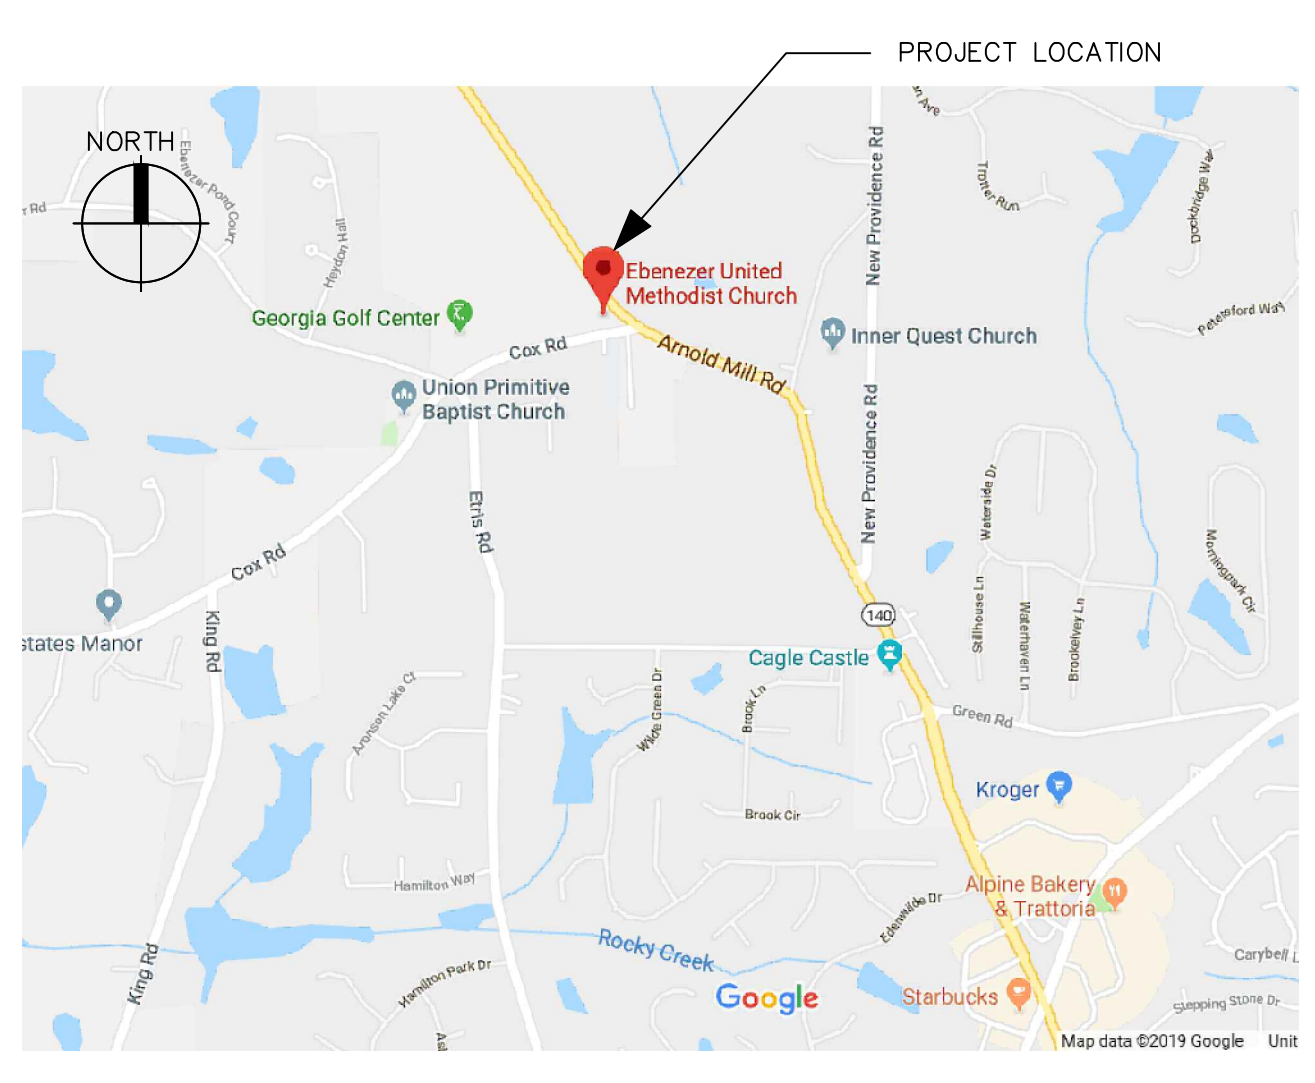 PROJECT LOCATION
NORTH
Ebenezer Pond Court
Heydon Hall
New Providence Rd
Trotter Run
Dockbridge Way
Ebenezer United
Methodist Church
Georgia Golf Center
Cox Rd
Arnold Mill Rd
Inner Quest Church
Petersford Way
Union Primitive
Baptist Church
New Providence Rd
Etris Rd
Waterside Dr
Morningpark Cir
Cox Rd
King Rd
140
Stillhouse Ln
Waterhaven Ln
Brookelvey Ln
states Manor
Cagle Castle
Aronson Lake Ct
Wilde Green Dr
Brook Ln
Green Rd
Kroger
Brook Cir
Hamilton Way
Alpine Bakery
& Trattoria
Edenwilde Dr
Rocky Creek
King Rd
Hamilton Park Dr
Carybell L
Google
Starbucks
Stepping Stone Dr
Map data ©2019 Google
Unit